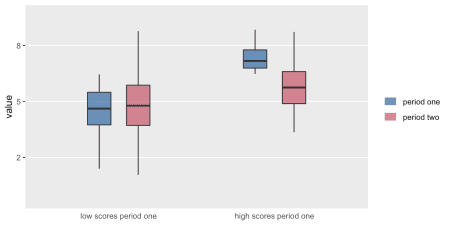 value
8
5
2
low scores period one
high scores period one
period one
period two